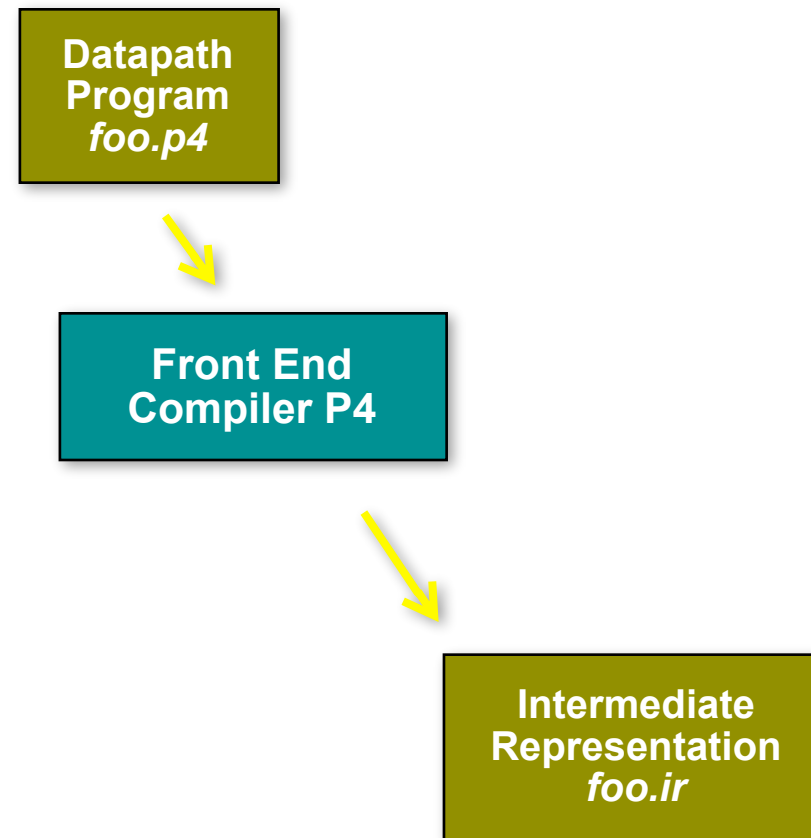 Datapath
Program
foo.p4
Front End
Compiler P4
Intermediate
Representation
foo.ir